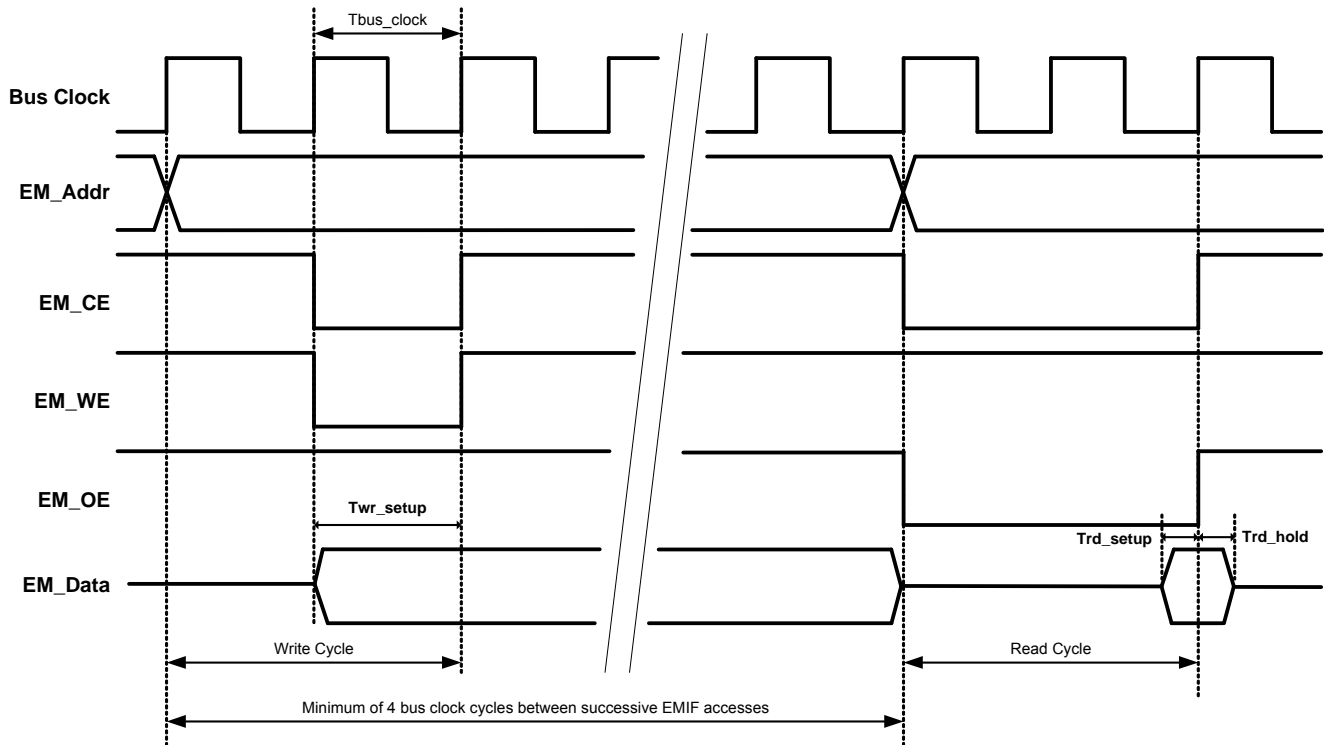 Tbus_clock
Bus Clock
EM_Addr
EM_CE
EM_WE
EM_OE
Twr_setup
Trd_setup
Trd_hold
EM_Data
Write Cycle
Read Cycle
Minimum of 4 bus clock cycles between successive EMIF accesses